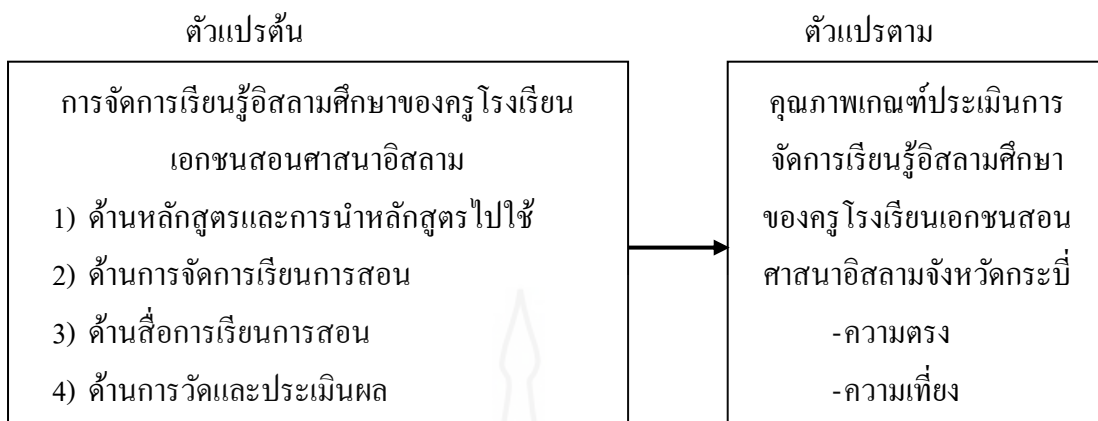 ตัวแปรต้น
ตัวแปรตาม
การจัดการเรียนรู้อิสลามศึกษาของครูโรงเรียน
เอกชนสอนศาสนาอิสลาม
1) ด้านหลักสูตรและการนำหลักสูตรไปใช้
2) ด้านการจัดการเรียนการสอน
3) ด้านสื่อการเรียนการสอน
4) ด้านการวัดและประเมินผล
คุณภาพเกณฑ์ประเมินการ
จัดการเรียนรู้อิสลามศึกษา
ของครูโรงเรียนเอกชนสอน
ศาสนาอิสลามจังหวัดกระบี่
-ความตรง
-ความเที่ยง